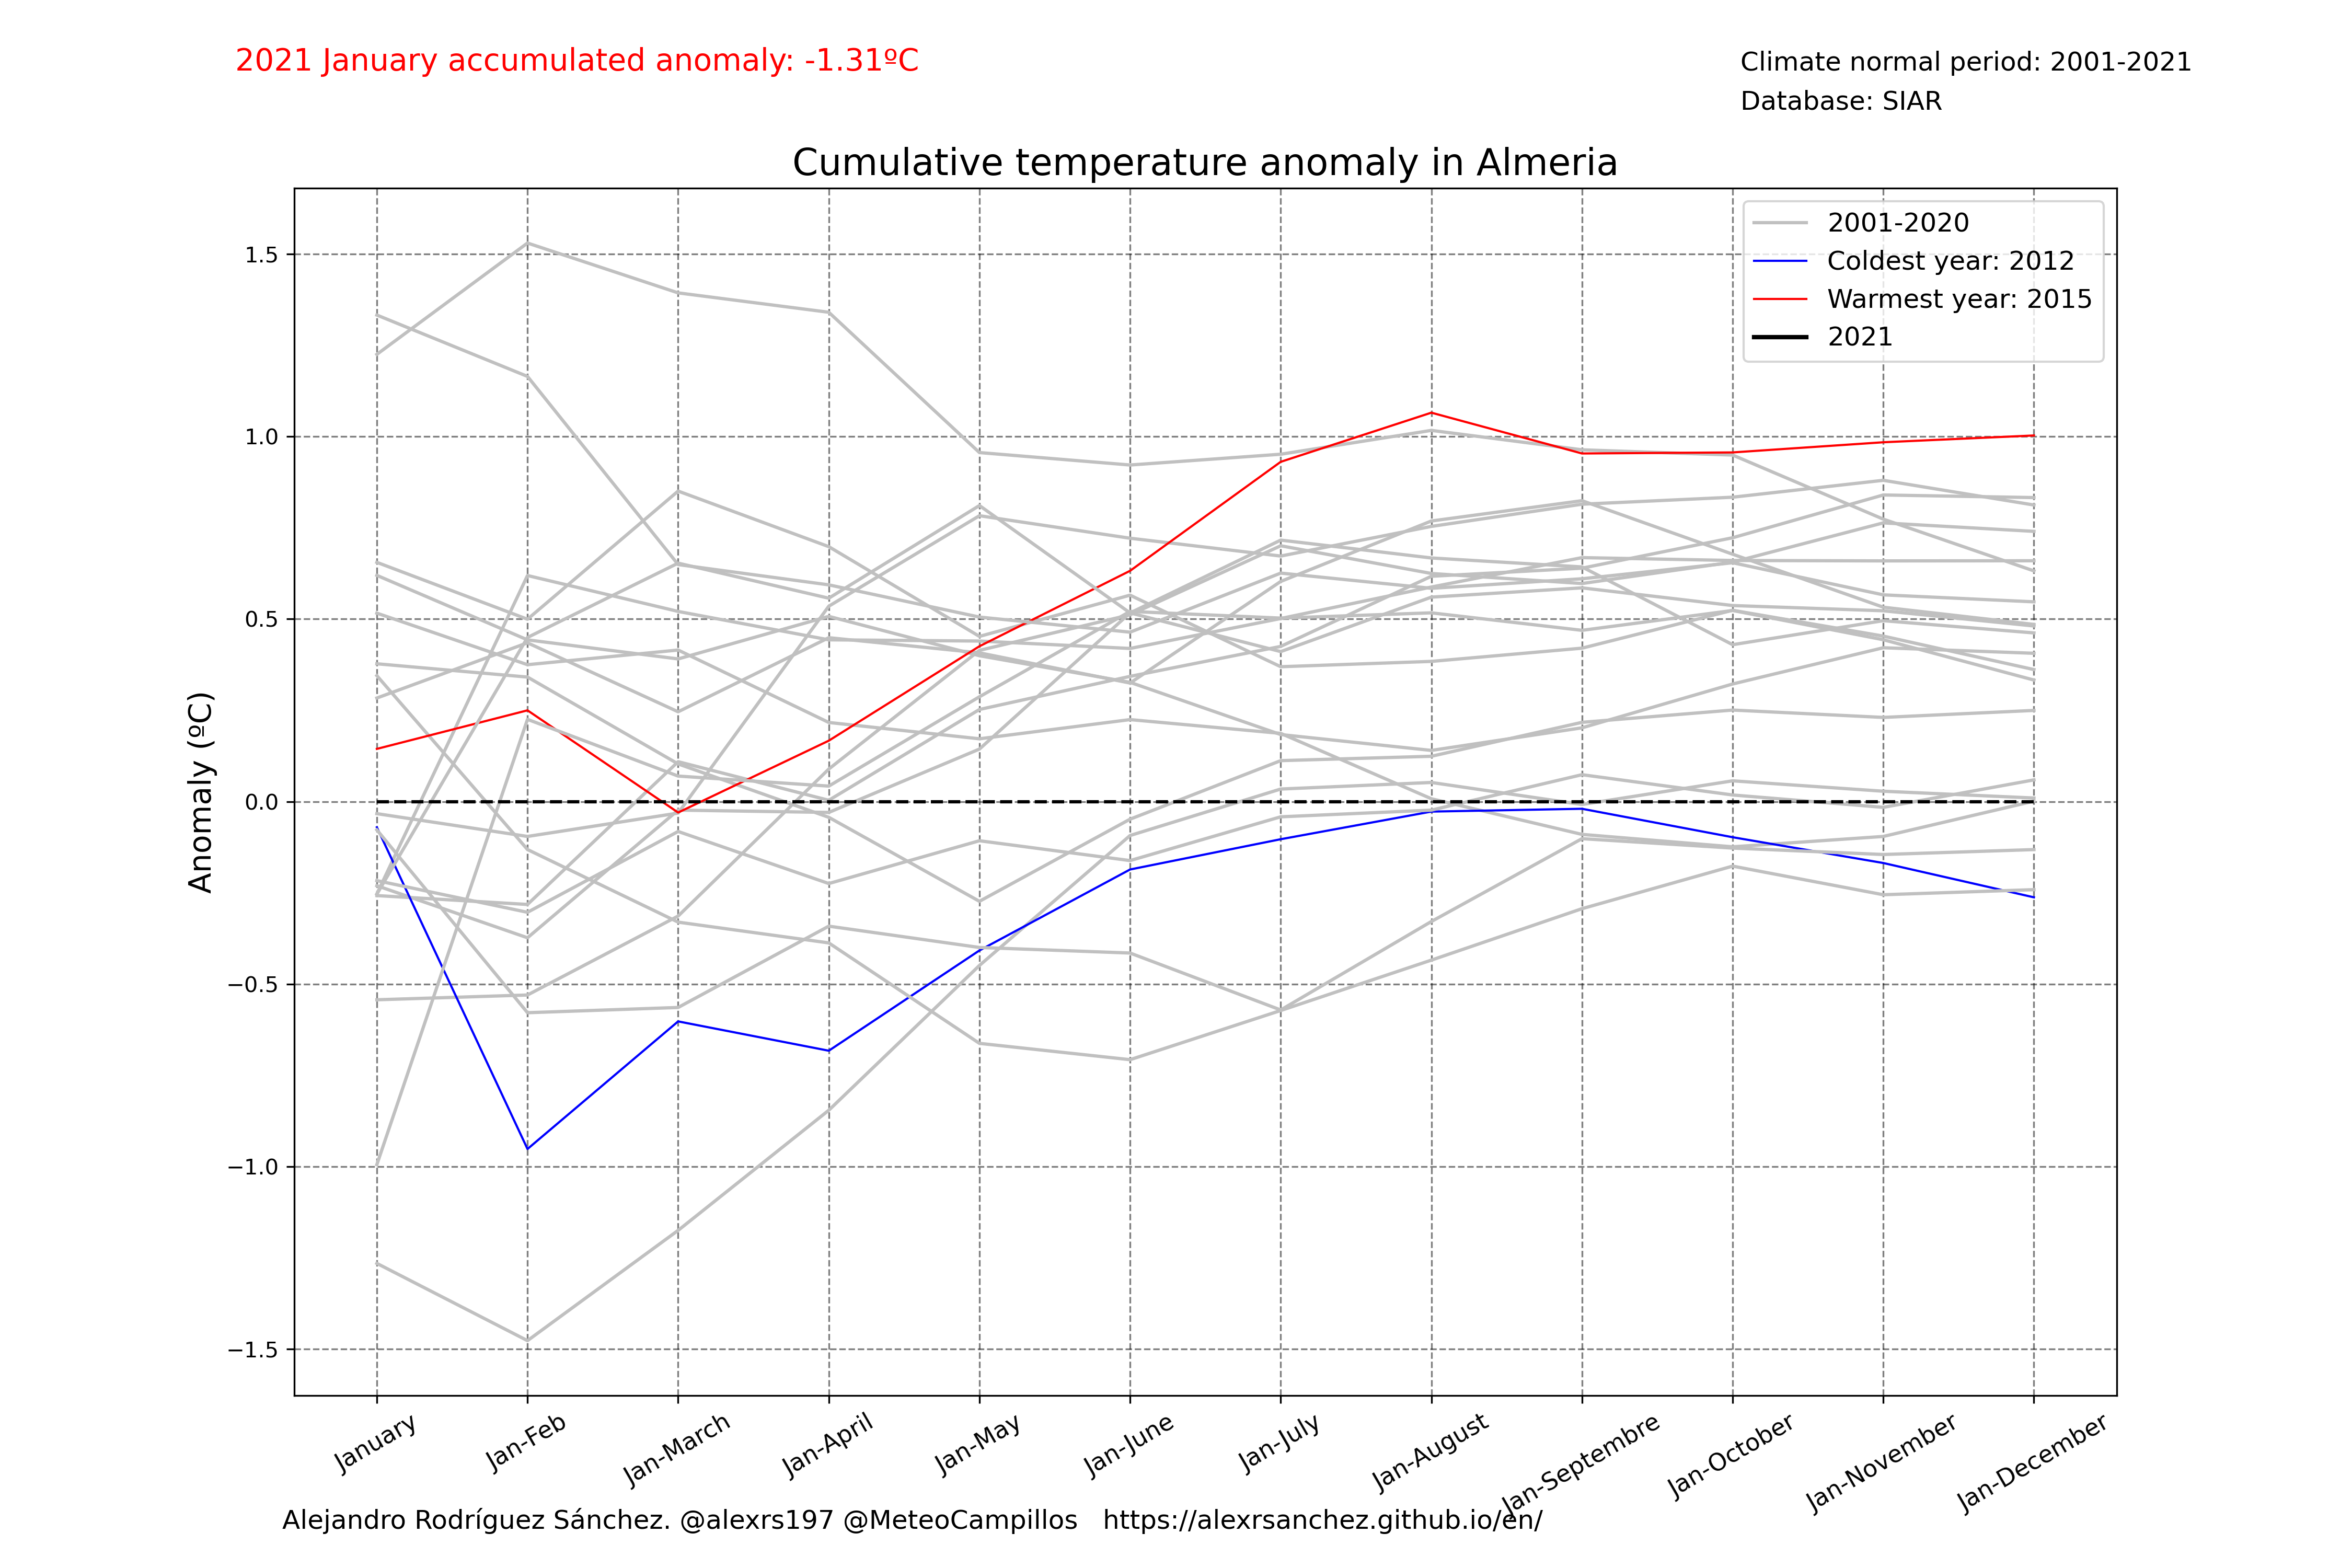 2021 January accumulated anomaly: -1.31ºC
Climate normal period: 2001-2021
Database: SIAR
Cumulative temperature anomaly in Almeria
2001-2020
Coldest year: 2012
Warmest year: 2015
2021
Anomaly (ºC)
1.5
1.0
0.5
0.0
−0.5
−1.0
−1.5
January
Jan-Feb
Jan-March
Jan-April
Jan-May
Jan-June
Jan-July
Jan-August
Jan-Septembre
Jan-October
Jan-November
Jan-December
Alejandro Rodríguez Sánchez. @alexrs197 @MeteoCampillos https://alexrsanchez.github.io/en/